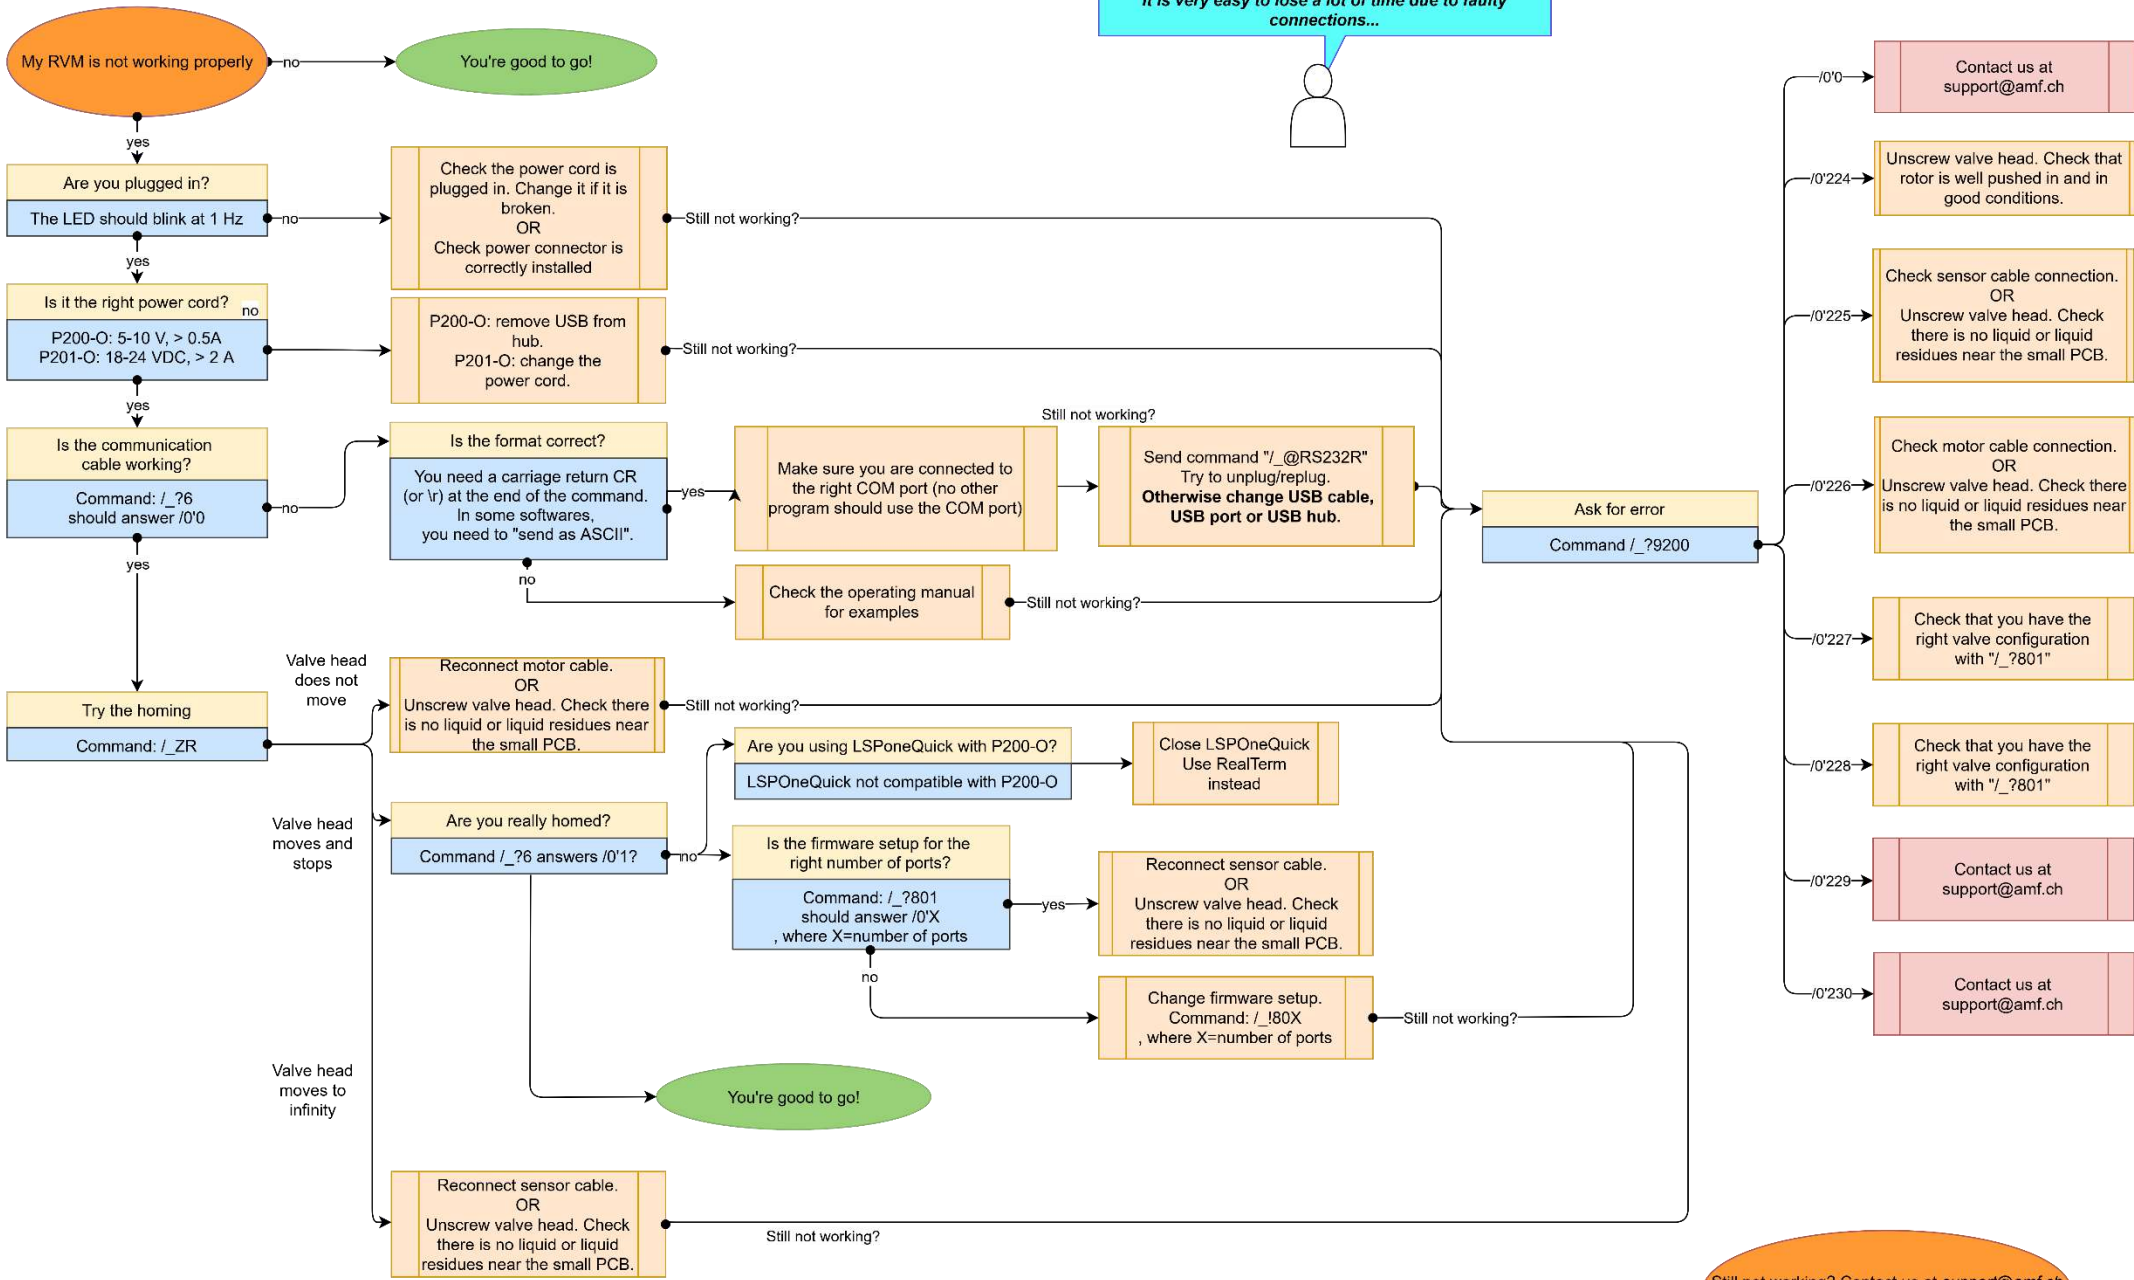 It is very easy to lose a lot of time due to faulty
connections...
My RVM is not working properly
no
You're good to go!
yes
Are you plugged in?
The LED should blink at 1 Hz
no
Check the power cord is
plugged in. Change it if it is
broken.
OR
Check power connector is
correctly installed
Still not working?
yes
Is it the right power cord?
no
P200-O: 5-10 V, > 0.5A
P201-O: 18-24 VDC, > 2 A
P200-O: remove USB from
hub.
P201-O: change the
power cord.
Still not working?
yes
Is the communication
cable working?
Command: /_?6
should answer /0'0
no
Is the format correct?
You need a carriage return CR
(or \r) at the end of the command.
In some softwares,
you need to "send as ASCII".
yes
Make sure you are connected to
the right COM port (no other
program should use the COM port)
Still not working?
Send command "/_@RS232R"
Try to unplug/replug.
Otherwise change USB cable,
USB port or USB hub.
no
Check the operating manual
for examples
Still not working?
yes
Try the homing
Command: /_ZR
Valve head
does not
move
Reconnect motor cable.
OR
Unscrew valve head. Check there
is no liquid or liquid residues near
the small PCB.
Still not working?
Valve head
moves and
stops
Are you really homed?
Command /_?6 answers /0'1?
no
Are you using LSPoneQuick with P200-O?
LSPOneQuick not compatible with P200-O
Close LSPOneQuick
Use RealTerm
instead
Is the firmware setup for the
right number of ports?
Command: /_?801
should answer /0'X
, where X=number of ports
yes
Reconnect sensor cable.
OR
Unscrew valve head. Check
there is no liquid or liquid
residues near the small PCB.
no
Change firmware setup.
Command: /_!80X
, where X=number of ports
Still not working?
You're good to go!
Valve head
moves to
infinity
Reconnect sensor cable.
OR
Unscrew valve head. Check
there is no liquid or liquid
residues near the small PCB.
Still not working?
Ask for error
Command /_?9200
/0'0
Contact us at
support@amf.ch
/0'224
Unscrew valve head. Check that
rotor is well pushed in and in
good conditions.
/0'225
Check sensor cable connection.
OR
Unscrew valve head. Check
there is no liquid or liquid
residues near the small PCB.
/0'226
Check motor cable connection.
OR
Unscrew valve head. Check there
is no liquid or liquid residues near
the small PCB.
/0'227
Check that you have the
right valve configuration
with "/_?801"
/0'228
Check that you have the
right valve configuration
with "/_?801"
/0'229
Contact us at
support@amf.ch
/0'230
Contact us at
support@amf.ch
Still not working? Contact us at support@amf.ch